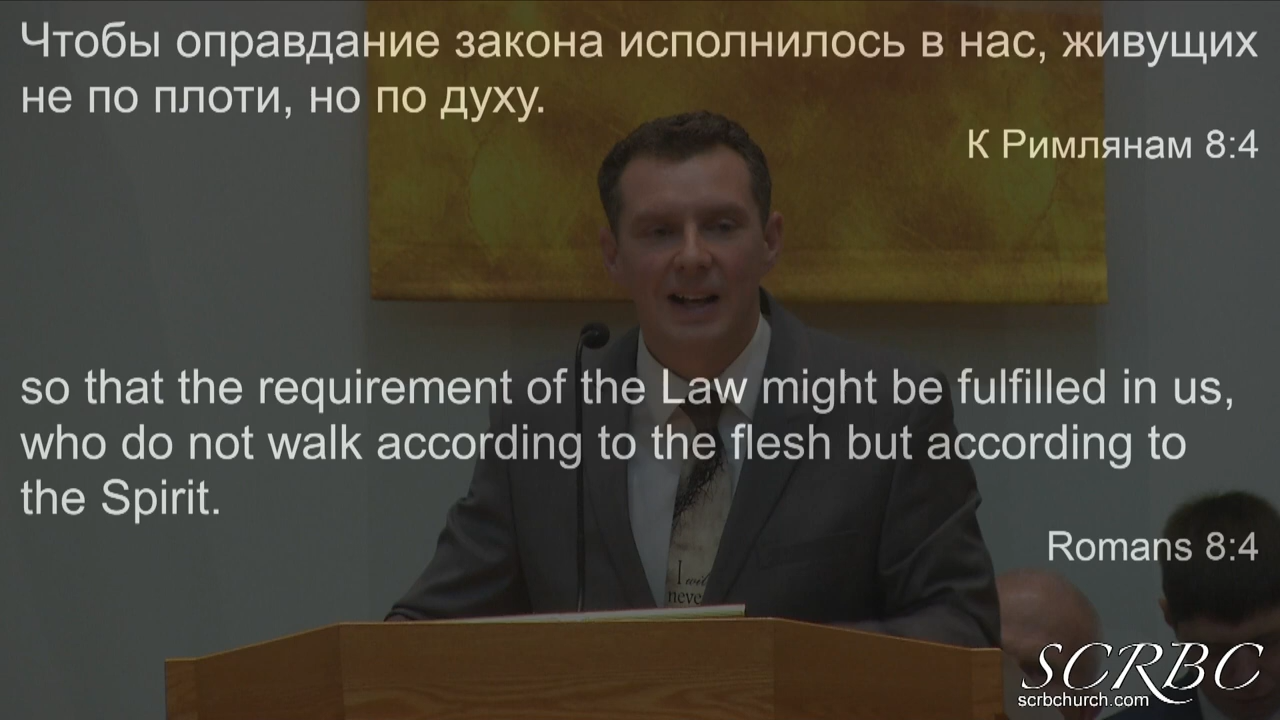 Чтобы оправдание закона исполнилось в нас, живущих
не по плоти, но по духу.
К Римлянам 8:4
so that the requirement of the Law might be fulfilled in us,
who do not walk according to the flesh but according to
the Spirit.
Romans 8:4
I will
neve
SCRBC
scrbchurch.com